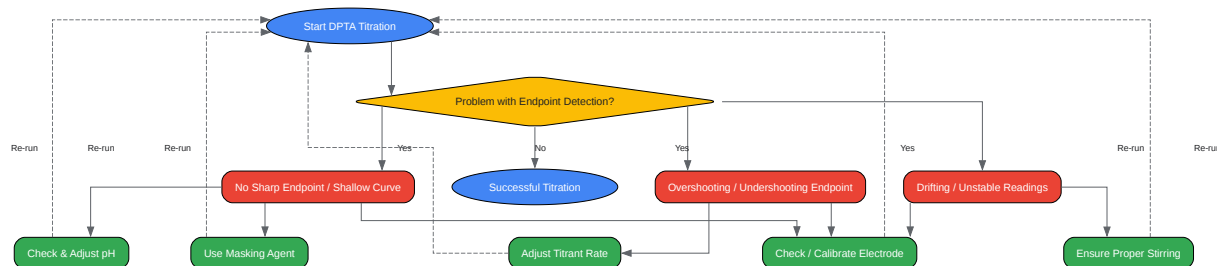 Start DPTA Titration
Problem with Endpoint Detection?
Re-run
Re-run
Re-run
Yes
No
Yes
Yes
Re-run
Re-run
No Sharp Endpoint / Shallow Curve
Successful Titration
Overshooting / Undershooting Endpoint
Drifting / Unstable Readings
Check & Adjust pH
Use Masking Agent
Adjust Titrant Rate
Check / Calibrate Electrode
Ensure Proper Stirring